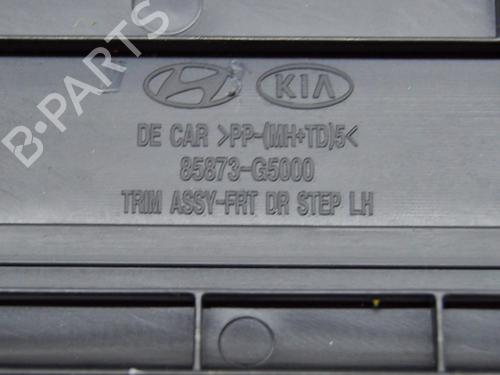 KIA
DE CAR >PP-(MH+TD)5<
85873-G5000
TRIM ASSY-FRT DR STEP LH
B-PARTS